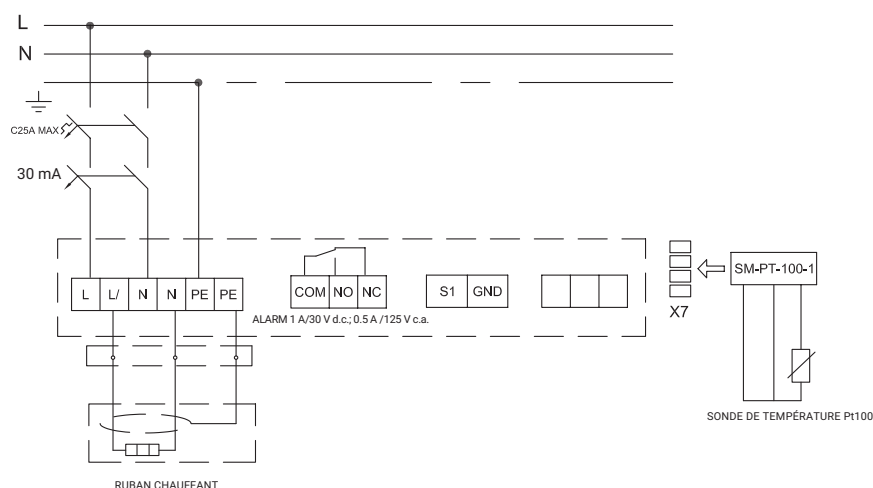 L
N
C25A MAX
30 mA
L L/ N N PE PE
COM NO NC
S1 GND
SM-PT-100-1
X7
ALARM 1 A/30 V d.c.; 0.5 A /125 V c.a.
SONDE DE TEMPÉRATURE Pt100
RUBAN CHAUFFANT